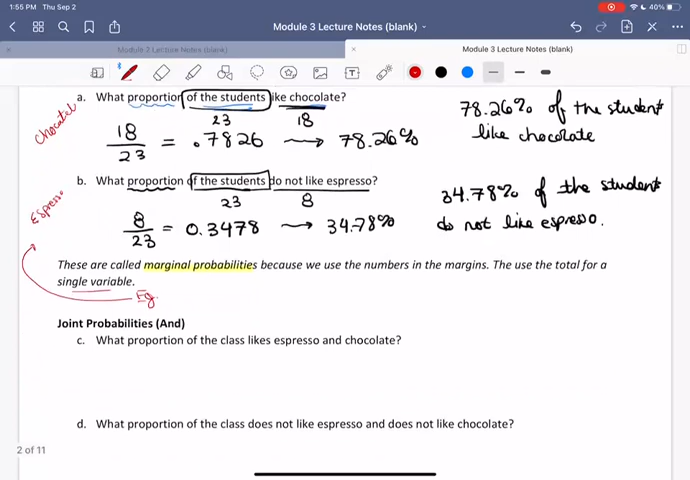 1:55 PM Thu Sep 2
40%
Module 3 Lecture Notes (blank)
Module 2 Lecture Notes (blank)
Module 3 Lecture Notes (blank)
a. What proportion of the students like chocolate?
23 18
Chocatel
18/23 = .7826 → 78.26%
78.26% of the student
like chocolate
b. What proportion of the students do not like espresso?
23 8
Espresso
8/23 = 0.3478 → 34.78%
34.78% of the student
do not like espresso.
These are called marginal probabilities because we use the numbers in the margins. The use the total for a
single variable.
Eg.
Joint Probabilities (And)
c. What proportion of the class likes espresso and chocolate?
d. What proportion of the class does not like espresso and does not like chocolate?
2 of 11